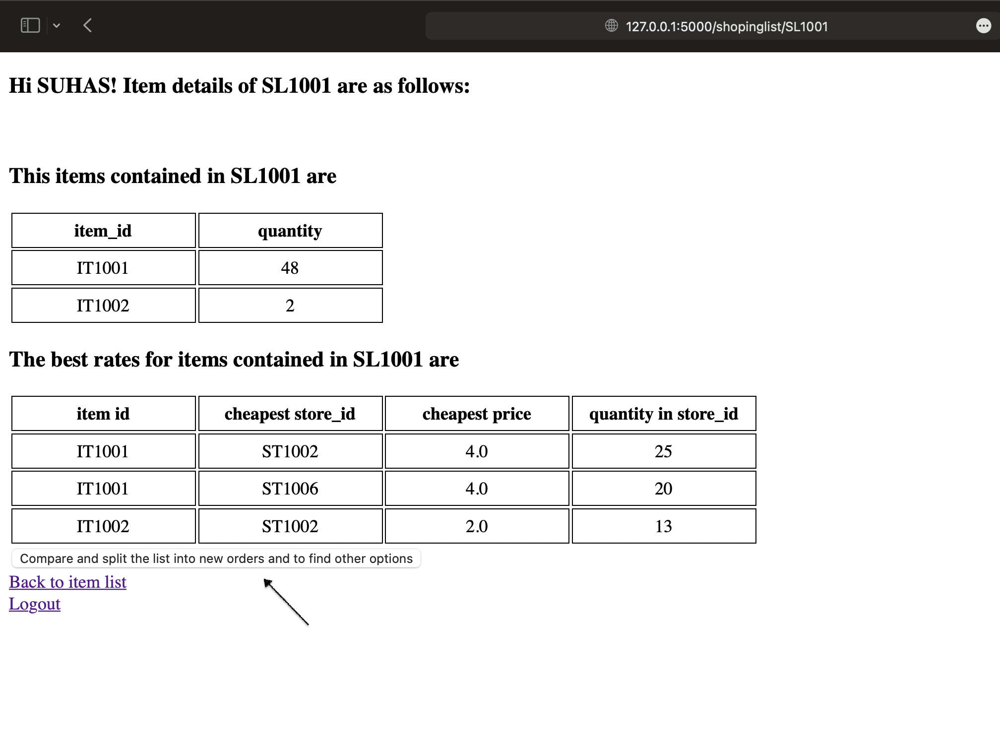 127.0.0.1:5000/shopinglist/SL1001
Hi SUHAS! Item details of SL1001 are as follows:
This items contained in SL1001 are
item_id quantity
IT1001 48
IT1002 2
The best rates for items contained in SL1001 are
item id cheapest store_id cheapest price quantity in store_id
IT1001 ST1002 4.0 25
IT1001 ST1006 4.0 20
IT1002 ST1002 2.0 13
Compare and split the list into new orders and to find other options
Back to item list
Logout